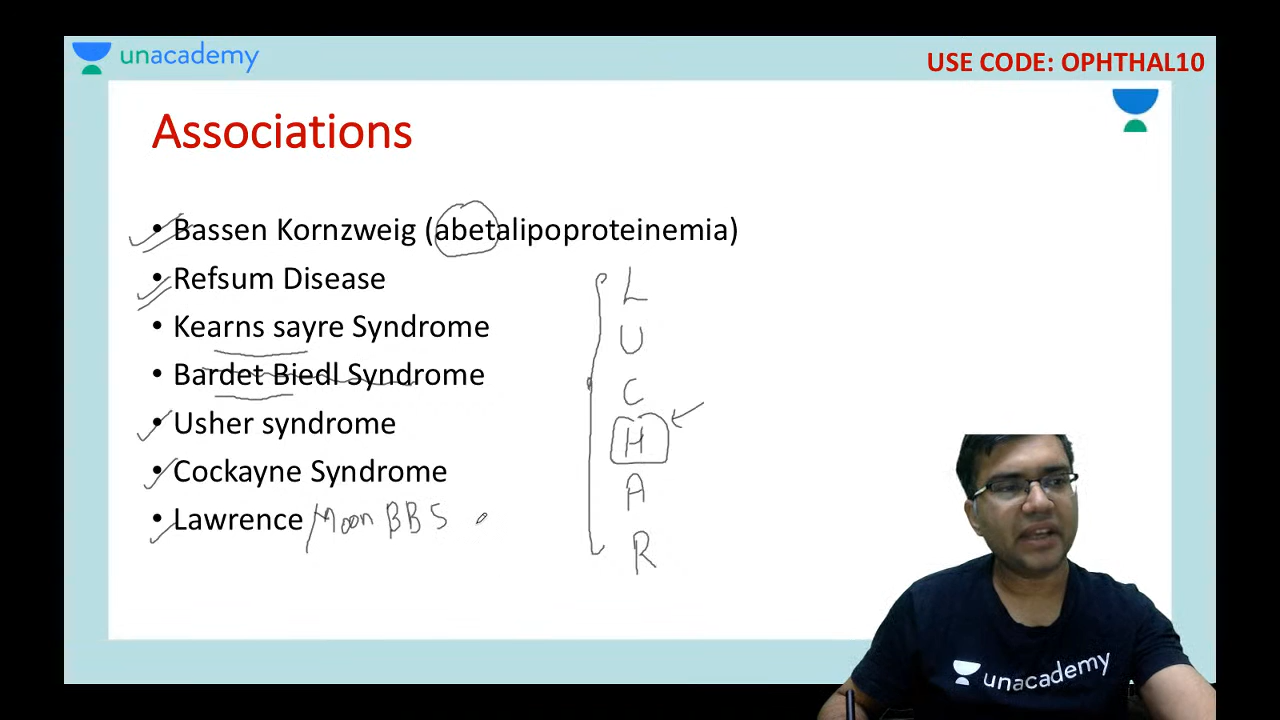 unacademy
USE CODE: OPHTHAL10
Associations
• Bassen Kornzweig (abetalipoproteinemia)
• Refsum Disease
• Kearns sayre Syndrome
• Bardet Biedl Syndrome
• Usher syndrome
• Cockayne Syndrome
• Lawrence Moon BBS
L
U
C
H
A
R
unacademy